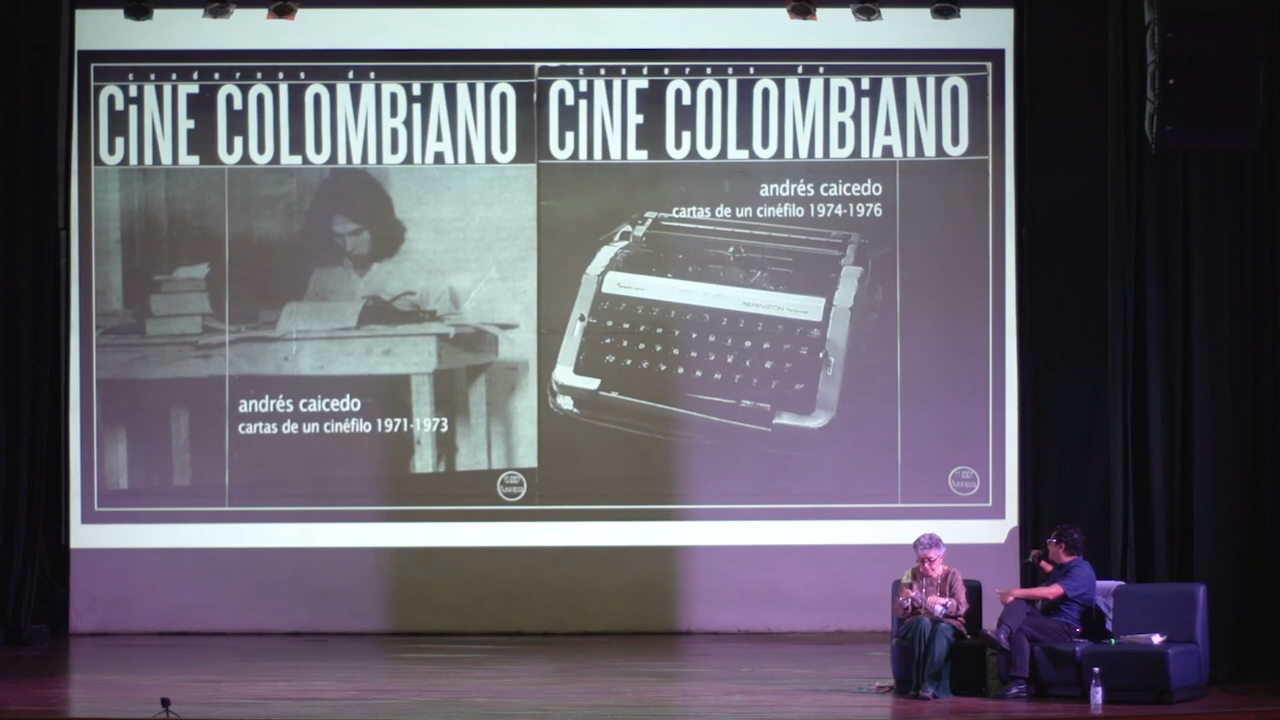 cuadernos de
CiNE COLOMBiANO
andrés caicedo
cartas de un cinéfilo 1971-1973
cuadernos de
CiNE COLOMBiANO
andrés caicedo
cartas de un cinéfilo 1974-1976
REMINGTON